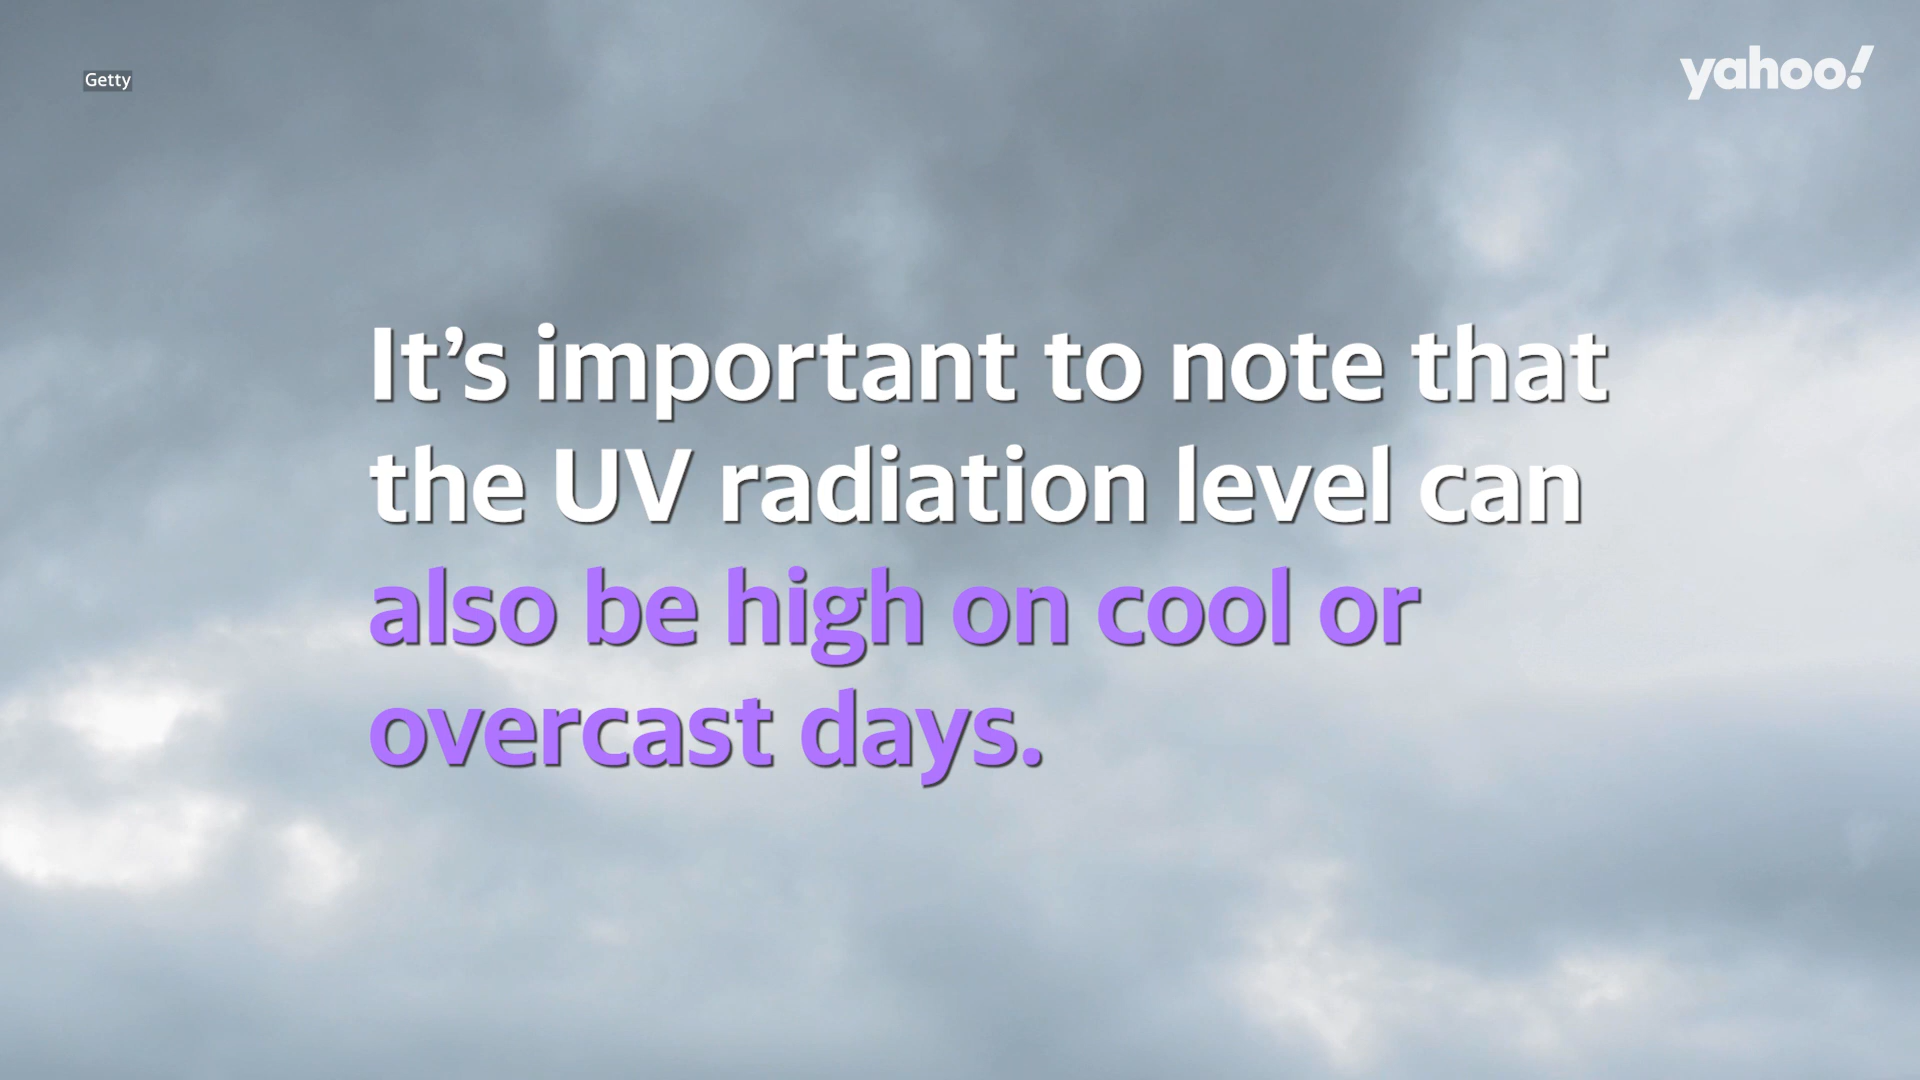 Getty
yahoo!
It’s important to note that
the UV radiation level can
also be high on cool or
overcast days.